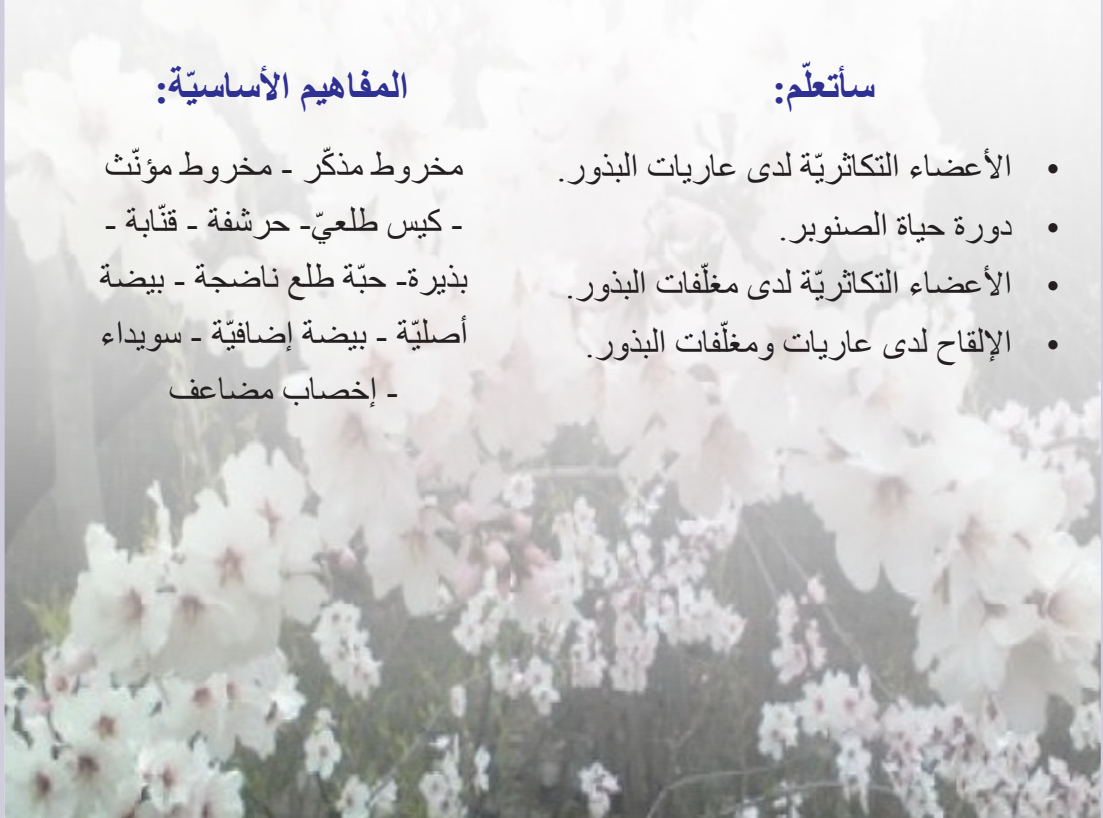 سأتعلّم:
• الأعضاء التكاثريّة لدى عاريات البذور.
• دورة حياة الصنوبر.
• الأعضاء التكاثريّة لدى مغلّفات البذور.
• الإلقاح لدى عاريات ومغلّفات البذور.
المفاهيم الأساسيّة:
مخروط مذكّر - مخروط مؤنّث
- كيس طلعيّ- حرشفة - قنّابة -
بذيرة- حبّة طلع ناضجة - بيضة
أصليّة - بيضة إضافيّة - سويداء
- إخصاب مضاعف